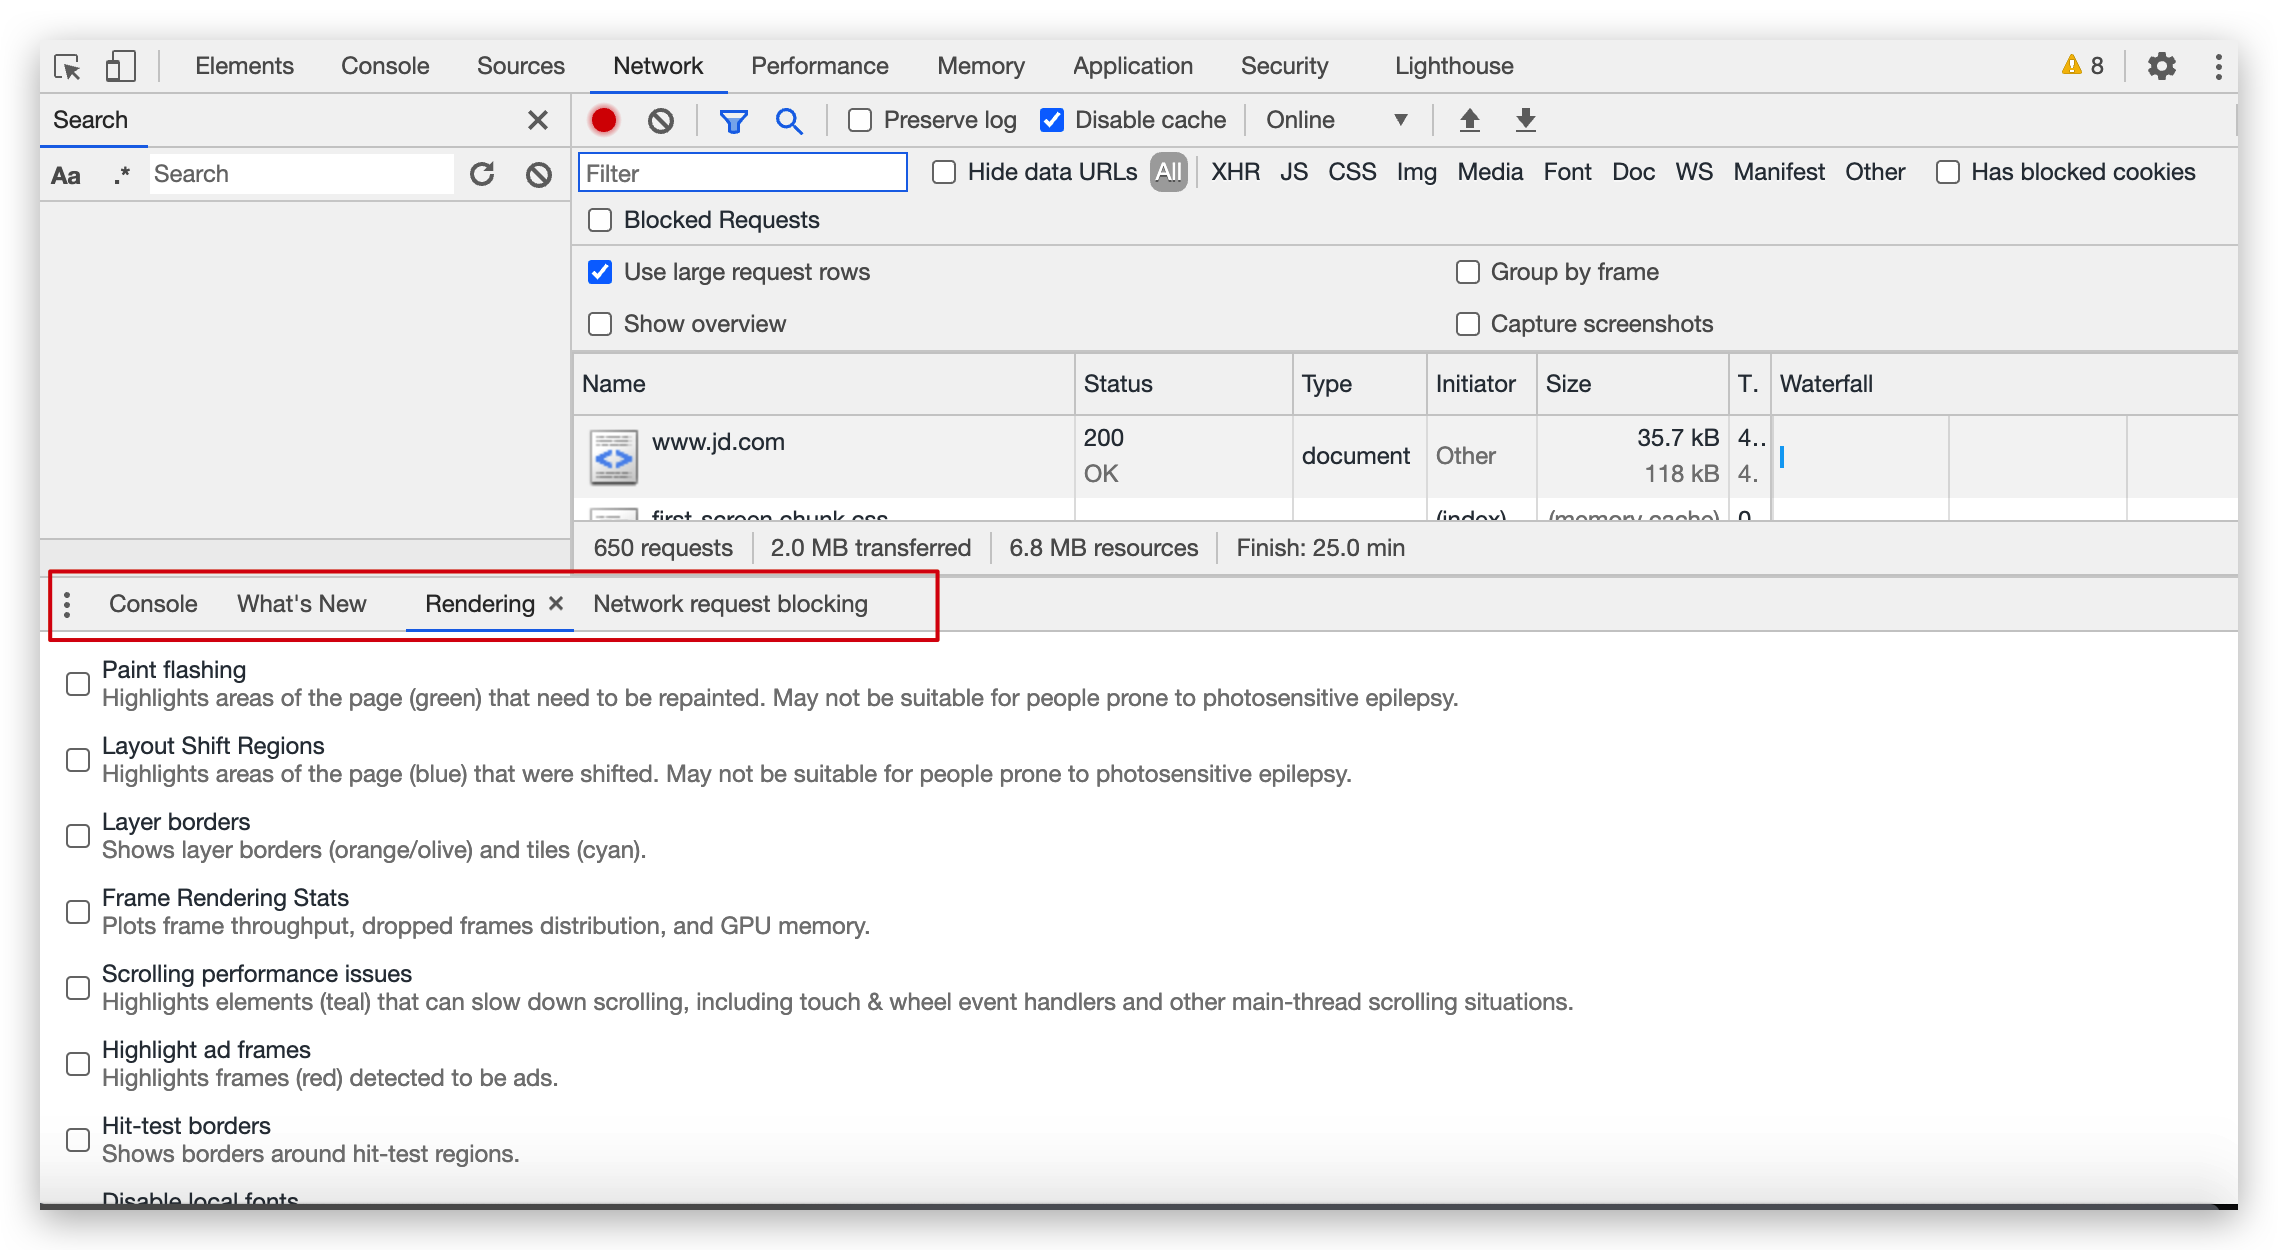 Elements Console Sources Network Performance Memory Application Security Lighthouse 8
Search
Preserve log Disable cache Online
Aa .* Search
Filter Hide data URLs All XHR JS CSS Img Media Font Doc WS Manifest Other Has blocked cookies
Blocked Requests
Use large request rows Group by frame
Show overview Capture screenshots
Name Status Type Initiator Size T. Waterfall
www.jd.com 200 document Other 35.7 kB 4..
OK 118 kB 4.
first-screen.chunk.css (index) (memory cache) 0
650 requests 2.0 MB transferred 6.8 MB resources Finish: 25.0 min
Console What's New Rendering Network request blocking
Paint flashing
Highlights areas of the page (green) that need to be repainted. May not be suitable for people prone to photosensitive epilepsy.
Layout Shift Regions
Highlights areas of the page (blue) that were shifted. May not be suitable for people prone to photosensitive epilepsy.
Layer borders
Shows layer borders (orange/olive) and tiles (cyan).
Frame Rendering Stats
Plots frame throughput, dropped frames distribution, and GPU memory.
Scrolling performance issues
Highlights elements (teal) that can slow down scrolling, including touch & wheel event handlers and other main-thread scrolling situations.
Highlight ad frames
Highlights frames (red) detected to be ads.
Hit-test borders
Shows borders around hit-test regions.
Disable local fonts